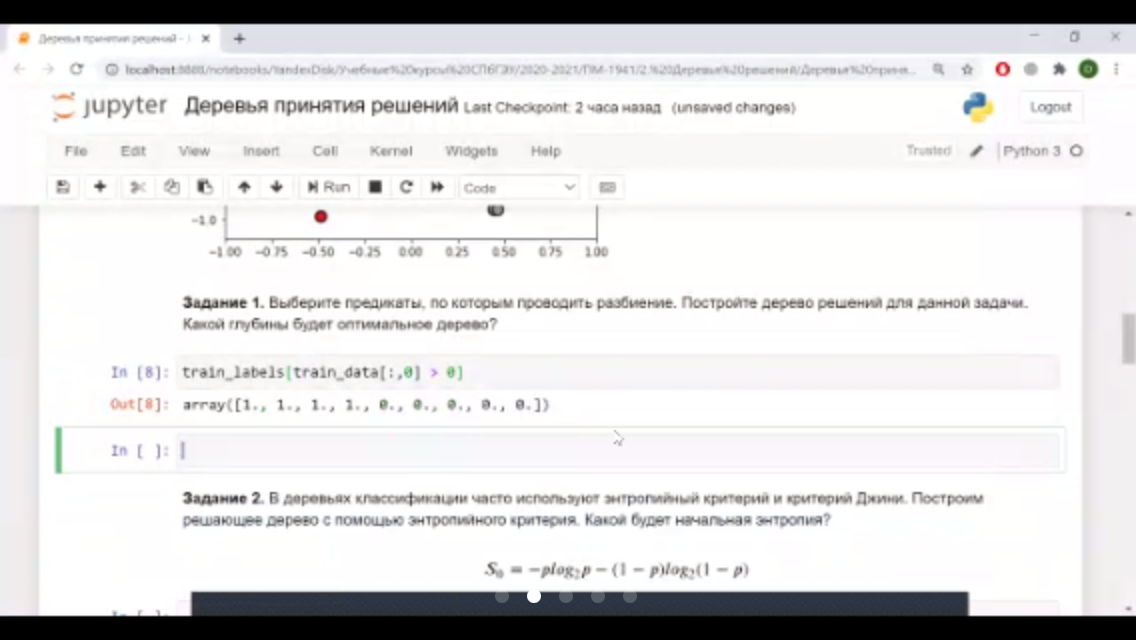 Деревья принятия решений -
localhost:8888/notebooks/YandexDisk/Учебные%20курсы%20СПбГЭУ/2020-2021/ПМ-1941/2.%20Деревья%20решений/Деревья%20приня...
jupyter Деревья принятия решений Last Checkpoint: 2 часа назад (unsaved changes) Logout
File Edit View Insert Cell Kernel Widgets Help Trusted Python 3
Run Code
−1.0
−1.00 −0.75 −0.50 −0.25 0.00 0.25 0.50 0.75 1.00
Задание 1. Выберите предикаты, по которым проводить разбиение. Постройте дерево решений для данной задачи.
Какой глубины будет оптимальное дерево?
In [8]: train_labels[train_data[:,0] > 0]
Out[8]: array([1., 1., 1., 1., 0., 0., 0., 0., 0.])
In [ ]:
Задание 2. В деревьях классификации часто используют энтропийный критерий и критерий Джини. Построим
решающее дерево с помощью энтропийного критерия. Какой будет начальная энтропия?
S₀ = −plog₂p − (1 − p)log₂(1 − p)